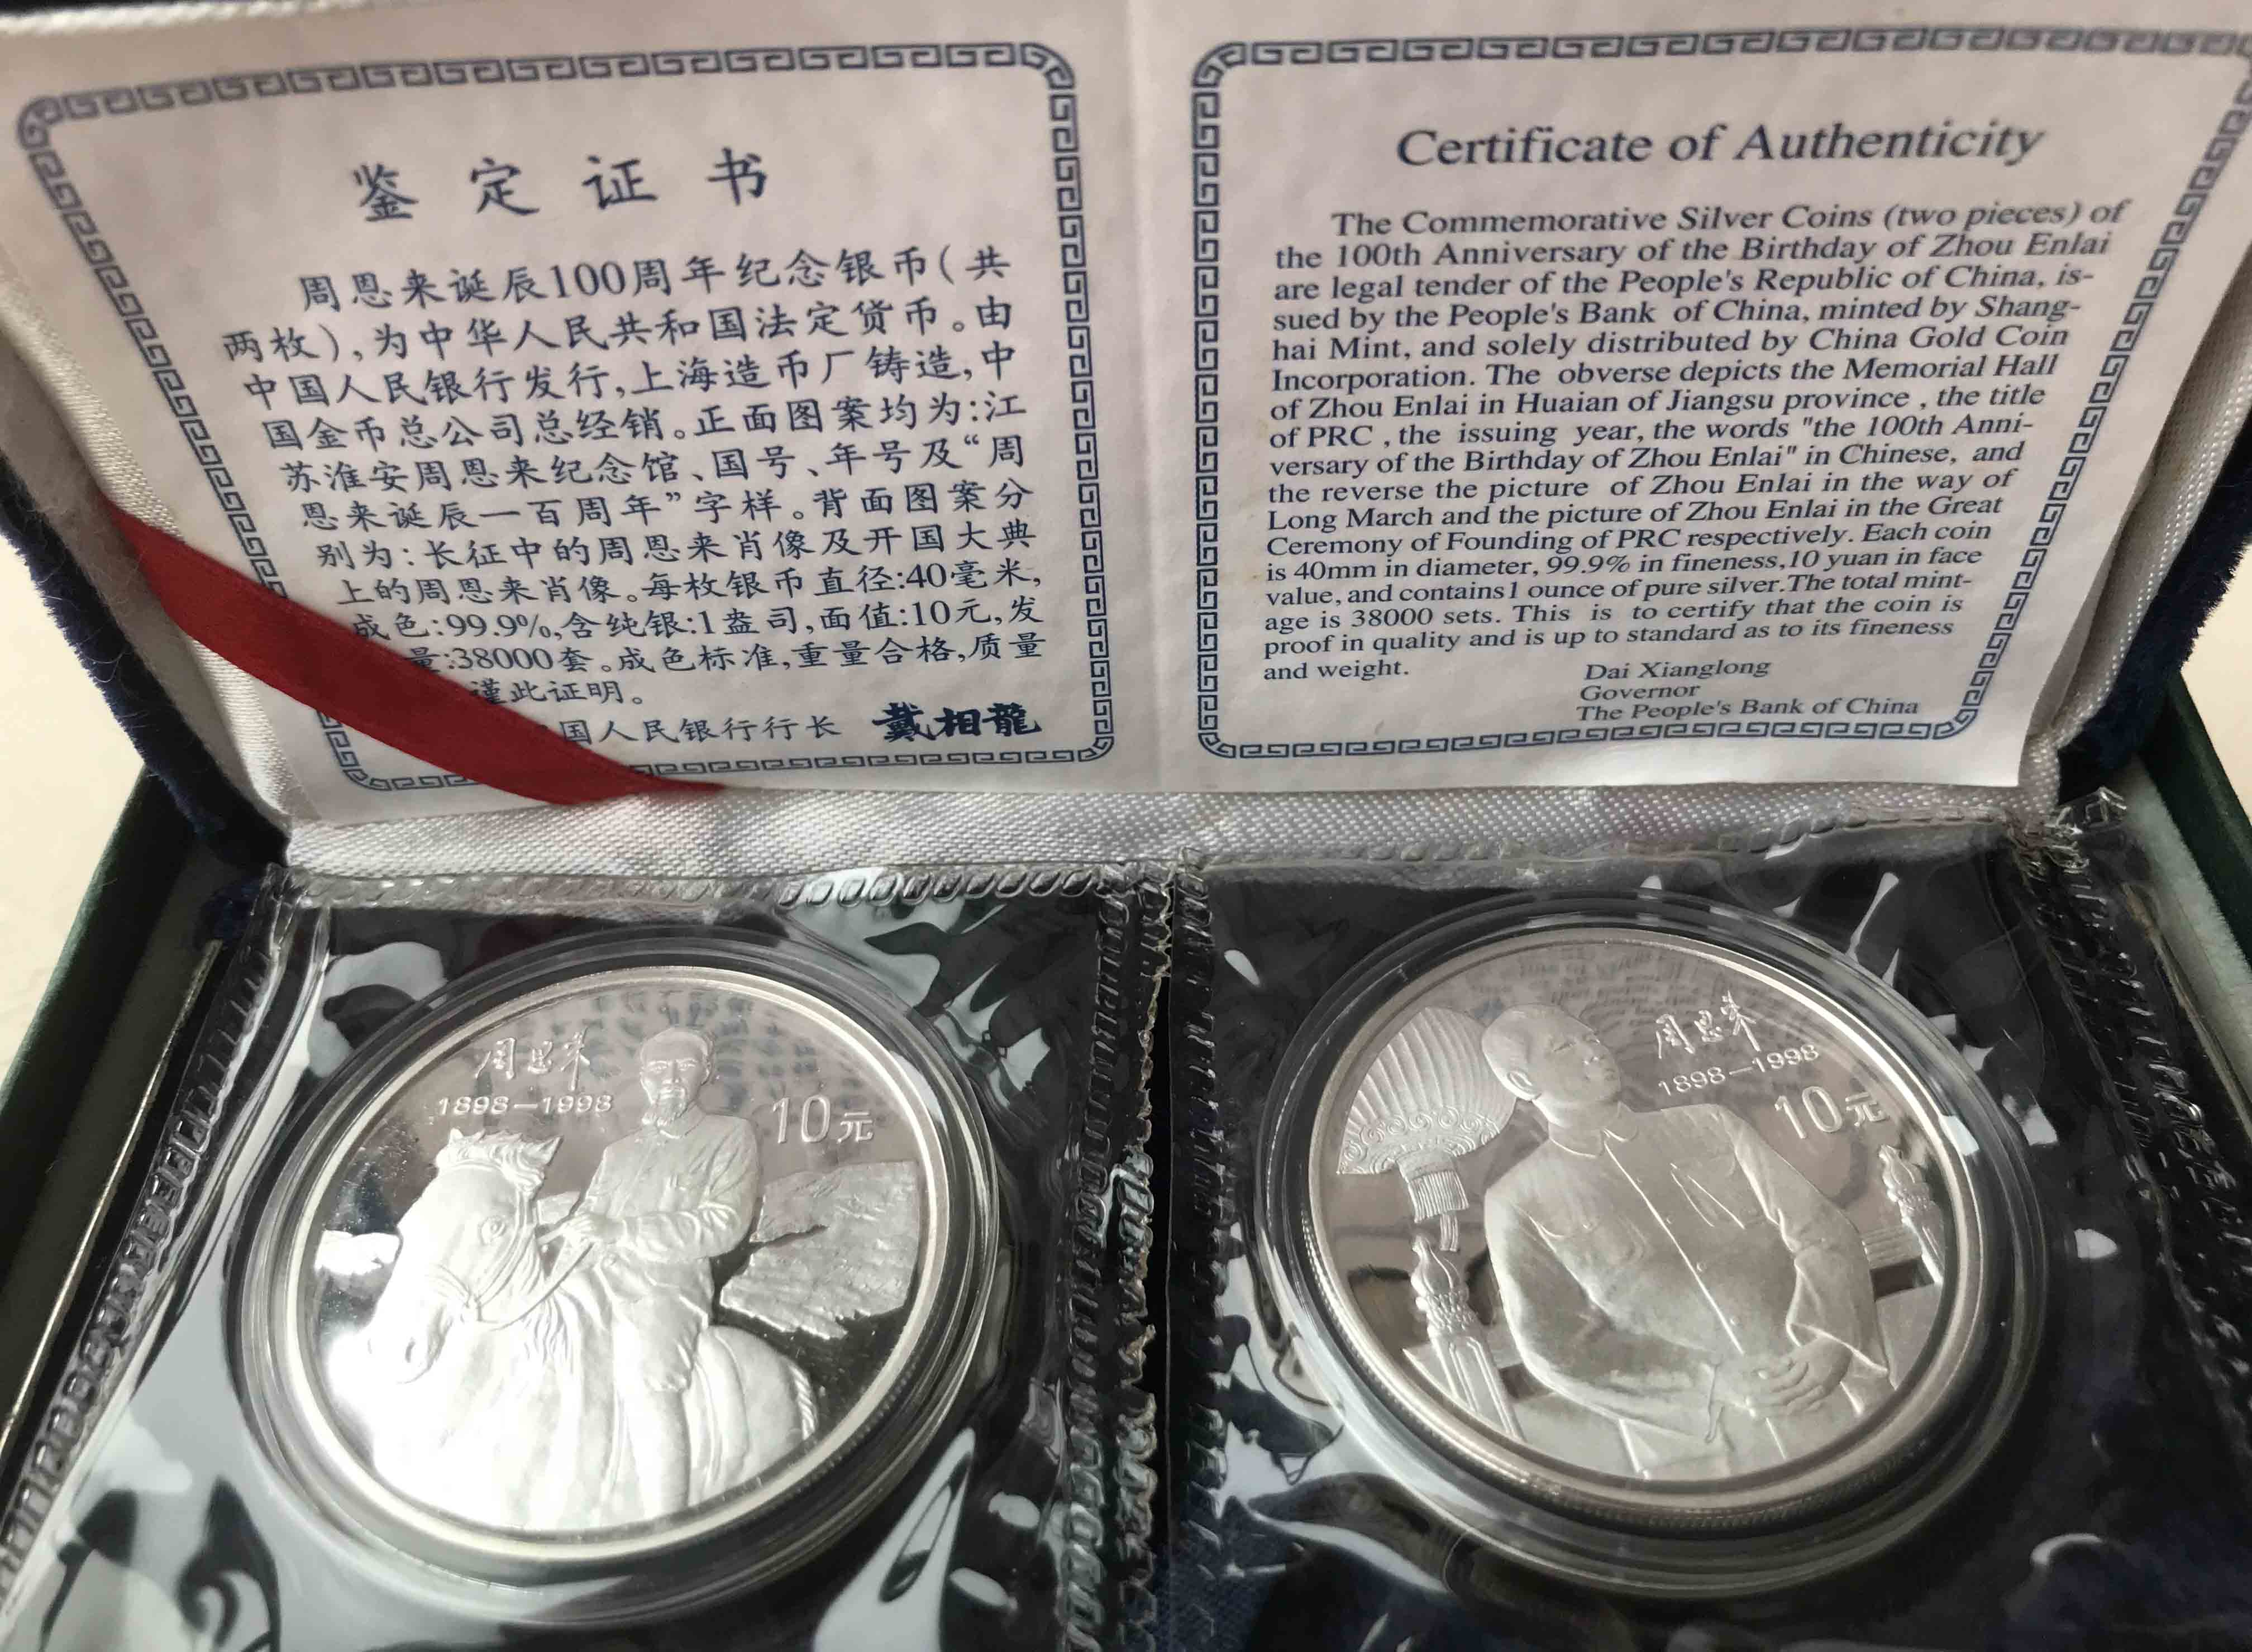 鉴定证书
周恩来诞辰100周年纪念银币(共
两枚),为中华人民共和国法定货币。由
中国人民银行发行,上海造币厂铸造,中
国金币总公司总经销。正面图案均为:江
苏淮安周恩来纪念馆、国号、年号及“周
恩来诞辰一百周年”字样。背面图案分
别为:长征中的周恩来肖像及开国大典
上的周恩来肖像。每枚银币直径:40毫米,
成色:99.9%,含纯银:1盎司,面值:10元,发
量:38000套。成色标准,重量合格,质量
谨此证明。
国人民银行行长 戴相龍
Certificate of Authenticity
The Commemorative Silver Coins (two pieces) of
the 100th Anniversary of the Birthday of Zhou Enlai
are legal tender of the People's Republic of China, is-
sued by the People's Bank of China, minted by Shang-
hai Mint, and solely distributed by China Gold Coin
Incorporation. The obverse depicts the Memorial Hall
of Zhou Enlai in Huaian of Jiangsu province , the title
of PRC , the issuing year, the words "the 100th Anni-
versary of the Birthday of Zhou Enlai" in Chinese, and
the reverse the picture of Zhou Enlai in the way of
Long March and the picture of Zhou Enlai in the Great
Ceremony of Founding of PRC respectively. Each coin
is 40mm in diameter, 99.9% in fineness,10 yuan in face
value, and contains1 ounce of pure silver.The total mint-
age is 38000 sets. This is to certify that the coin is
proof in quality and is up to standard as to its fineness
and weight.
Dai Xianglong
Governor
The People's Bank of China
周恩来
1898-1998
10元
周恩来
1898-1998
10元